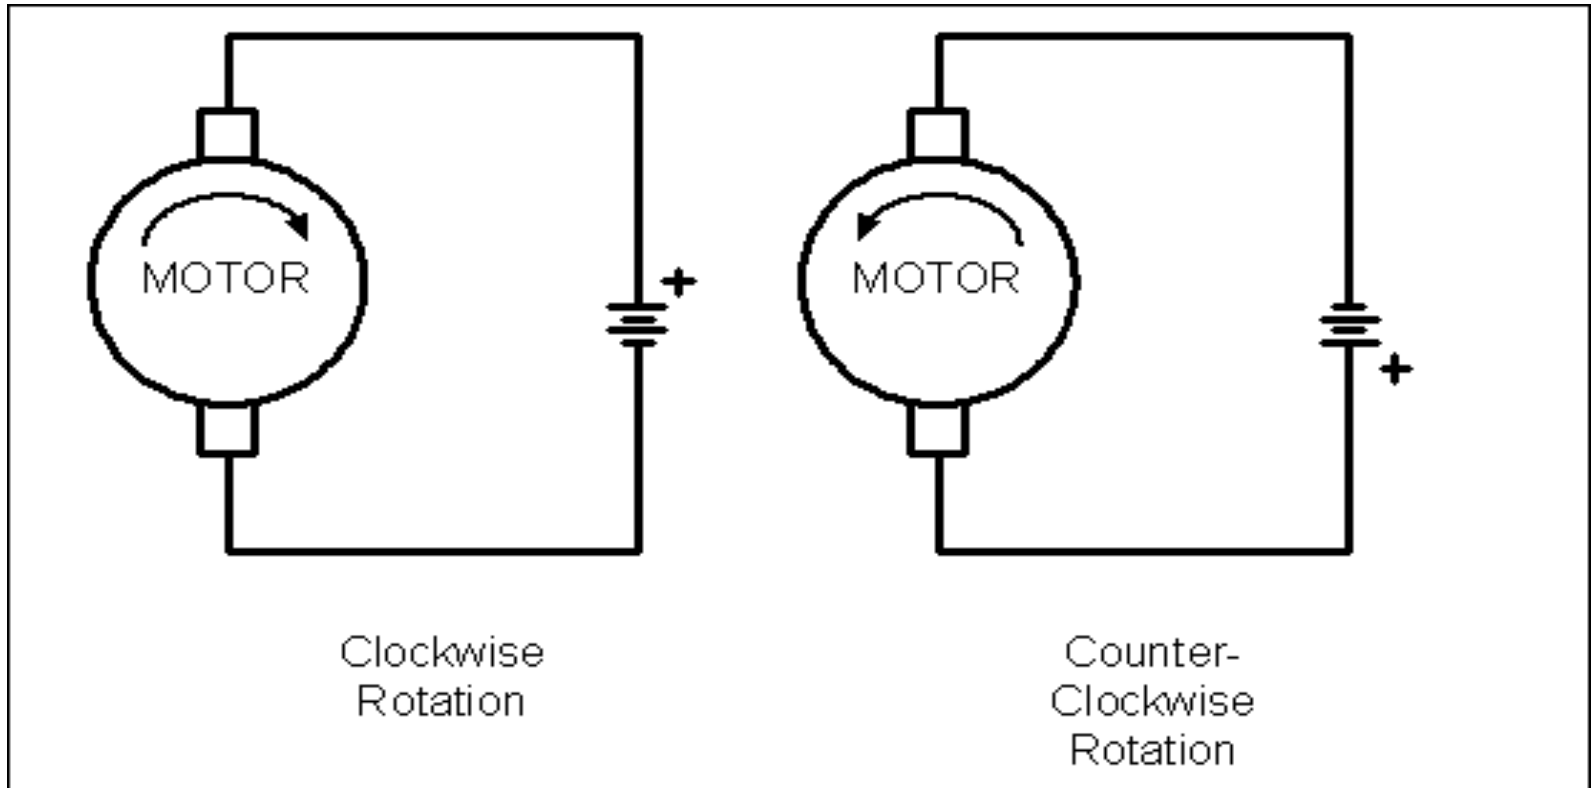 MOTOR
+
MOTOR
+
Clockwise
Rotation
Counter-
Clockwise
Rotation